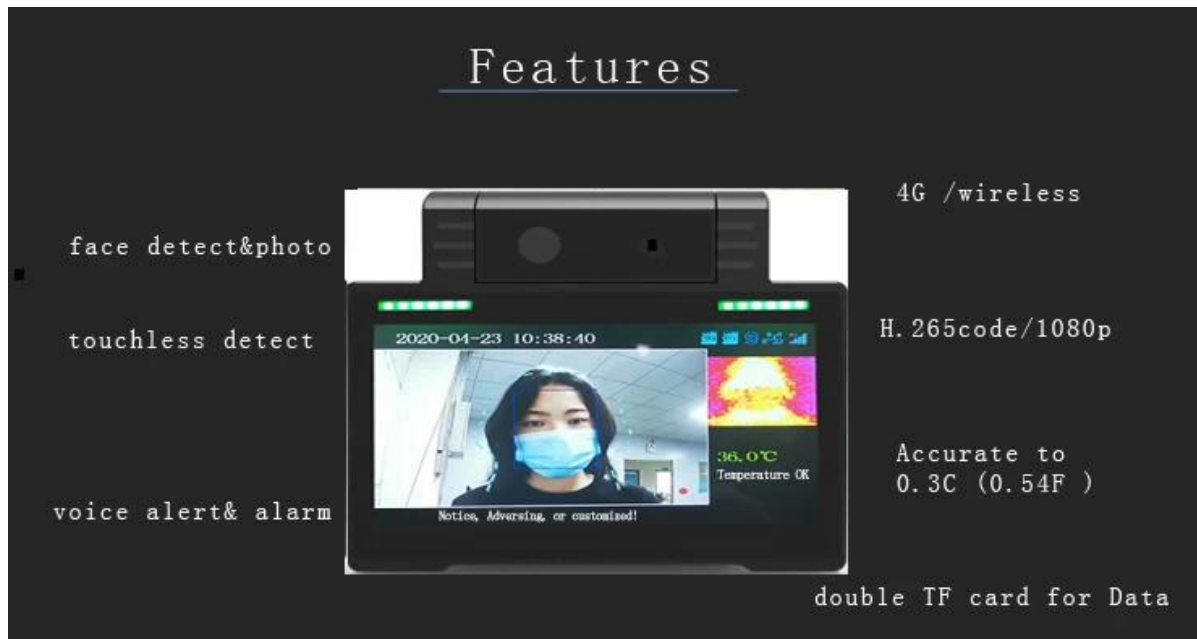 Features
face detect&photo
touchless detect
voice alert& alarm
2020-04-23 10:38:40
36.0℃
Temperature OK
Notice, Adversing, or customized!
4G /wireless
H.265code/1080p
Accurate to
0.3C (0.54F )
double TF card for Data